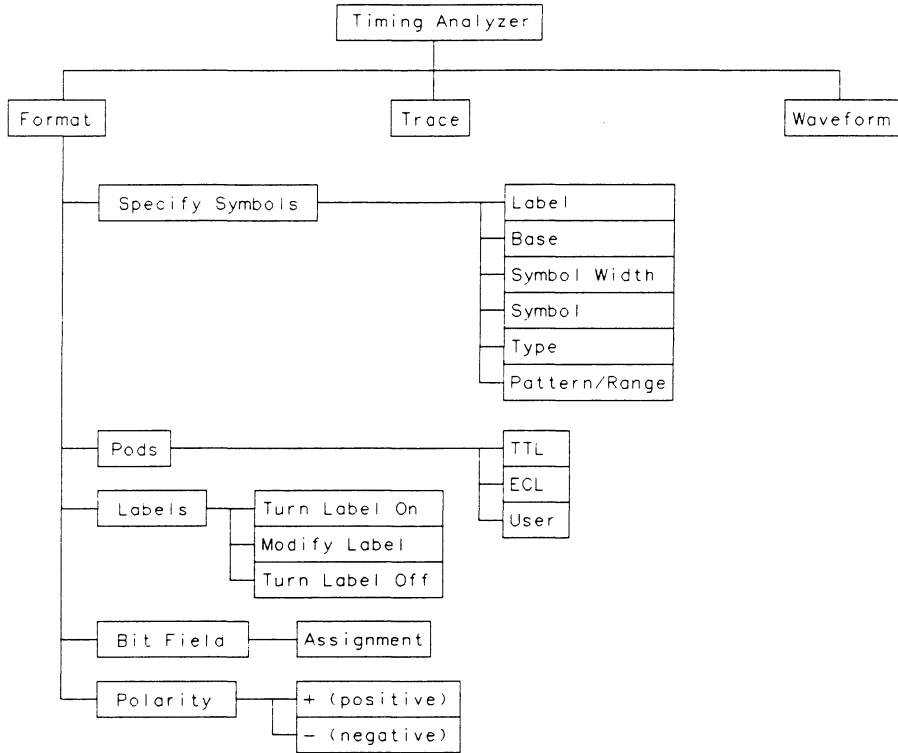 Timing Analyzer
Format
Trace
Waveform
Specify Symbols
Label
Base
Symbol Width
Symbol
Type
Pattern/Range
Pods
TTL
ECL
User
Labels
Turn Label On
Modify Label
Turn Label Off
Bit Field
Assignment
Polarity
+ (positive)
- (negative)